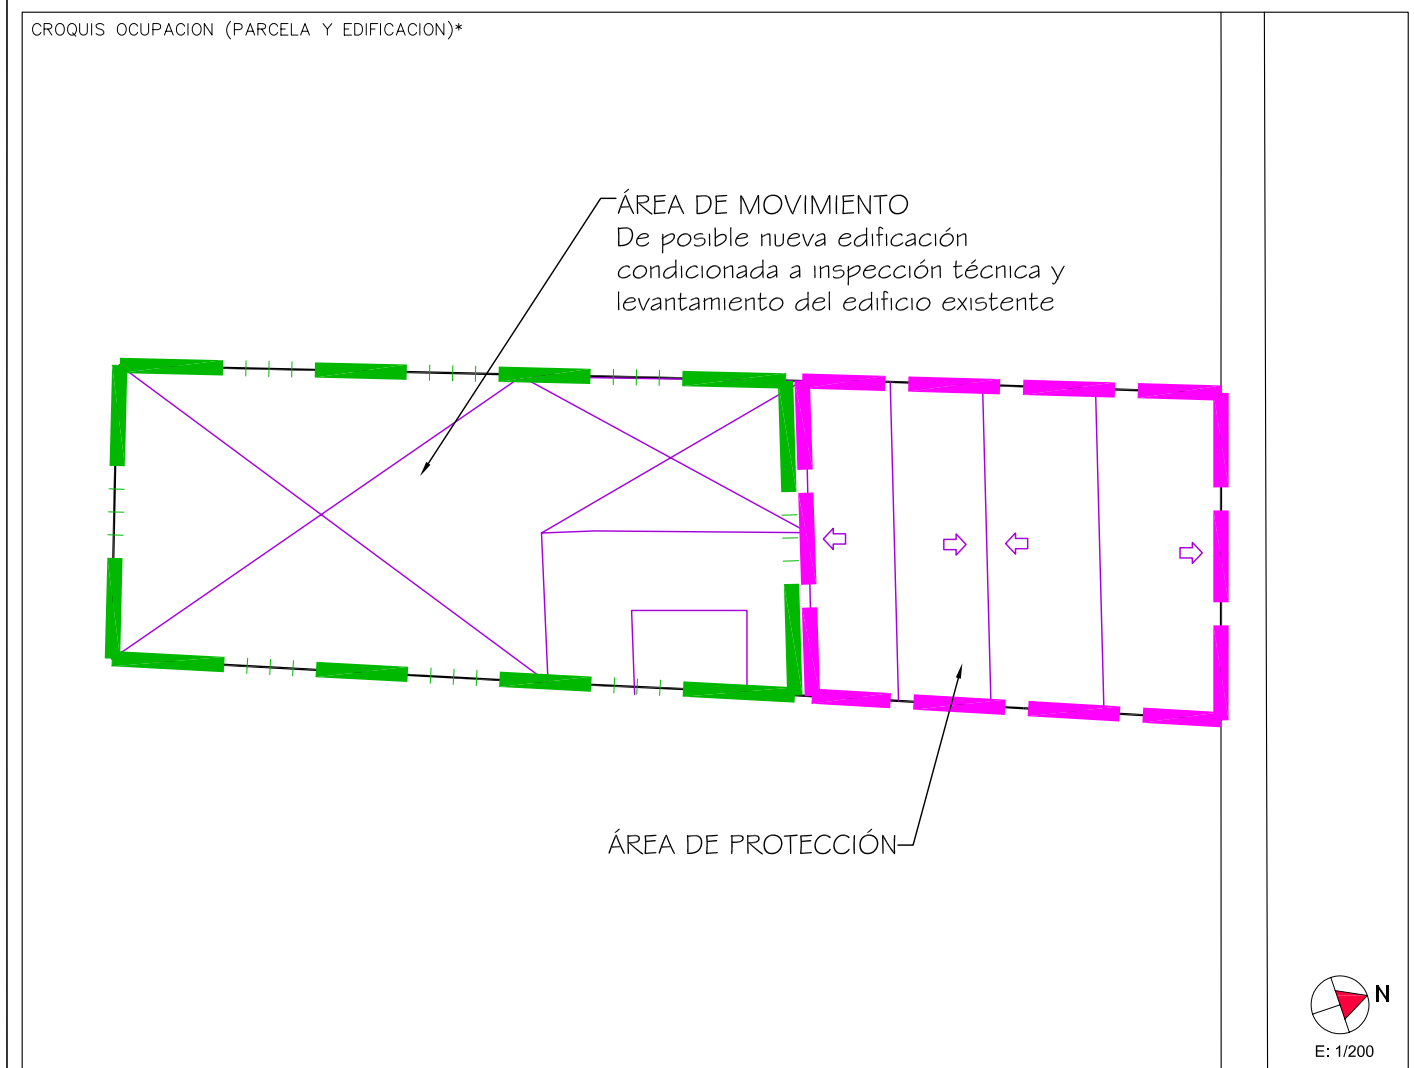 CROQUIS OCUPACION (PARCELA Y EDIFICACION)*
ÁREA DE MOVIMIENTO
De posible nueva edificación
condicionada a inspección técnica y
levantamiento del edificio existente
ÁREA DE PROTECCIÓN
N
E: 1/200